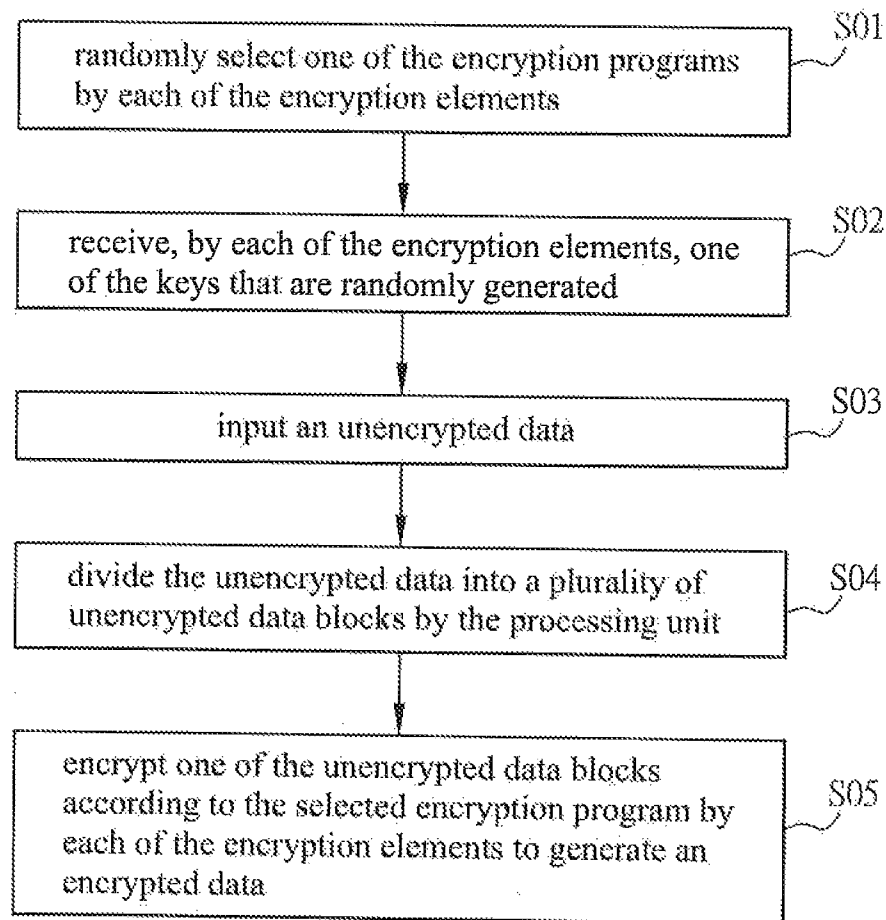 S01
randomly select one of the encryption programs
by each of the encryption elements
S02
receive, by each of the encryption elements, one
of the keys that are randomly generated
S03
input an unencrypted data
S04
divide the unencrypted data into a plurality of
unencrypted data blocks by the processing unit
S05
encrypt one of the unencrypted data blocks
according to the selected encryption program by
each of the encryption elements to generate an
encrypted data